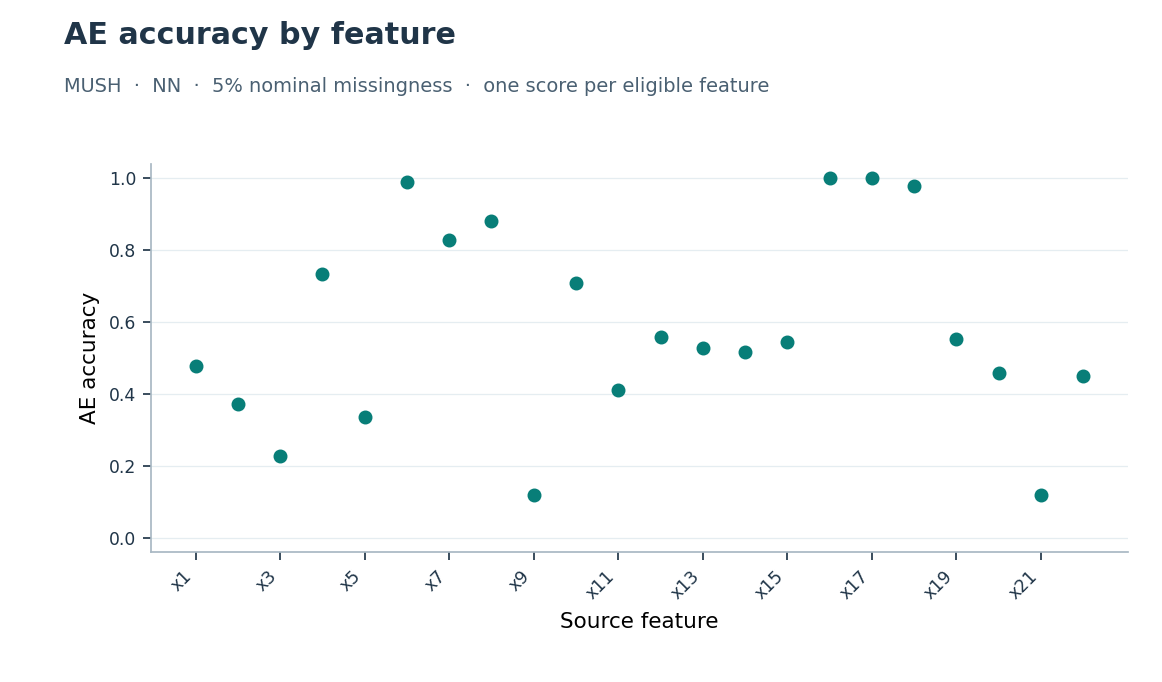 AE accuracy by feature
MUSH · NN · 5% nominal missingness · one score per eligible feature
AE accuracy
1.0
0.8
0.6
0.4
0.2
0.0
x1 x3 x5 x7 x9 x11 x13 x15 x17 x19 x21
Source feature